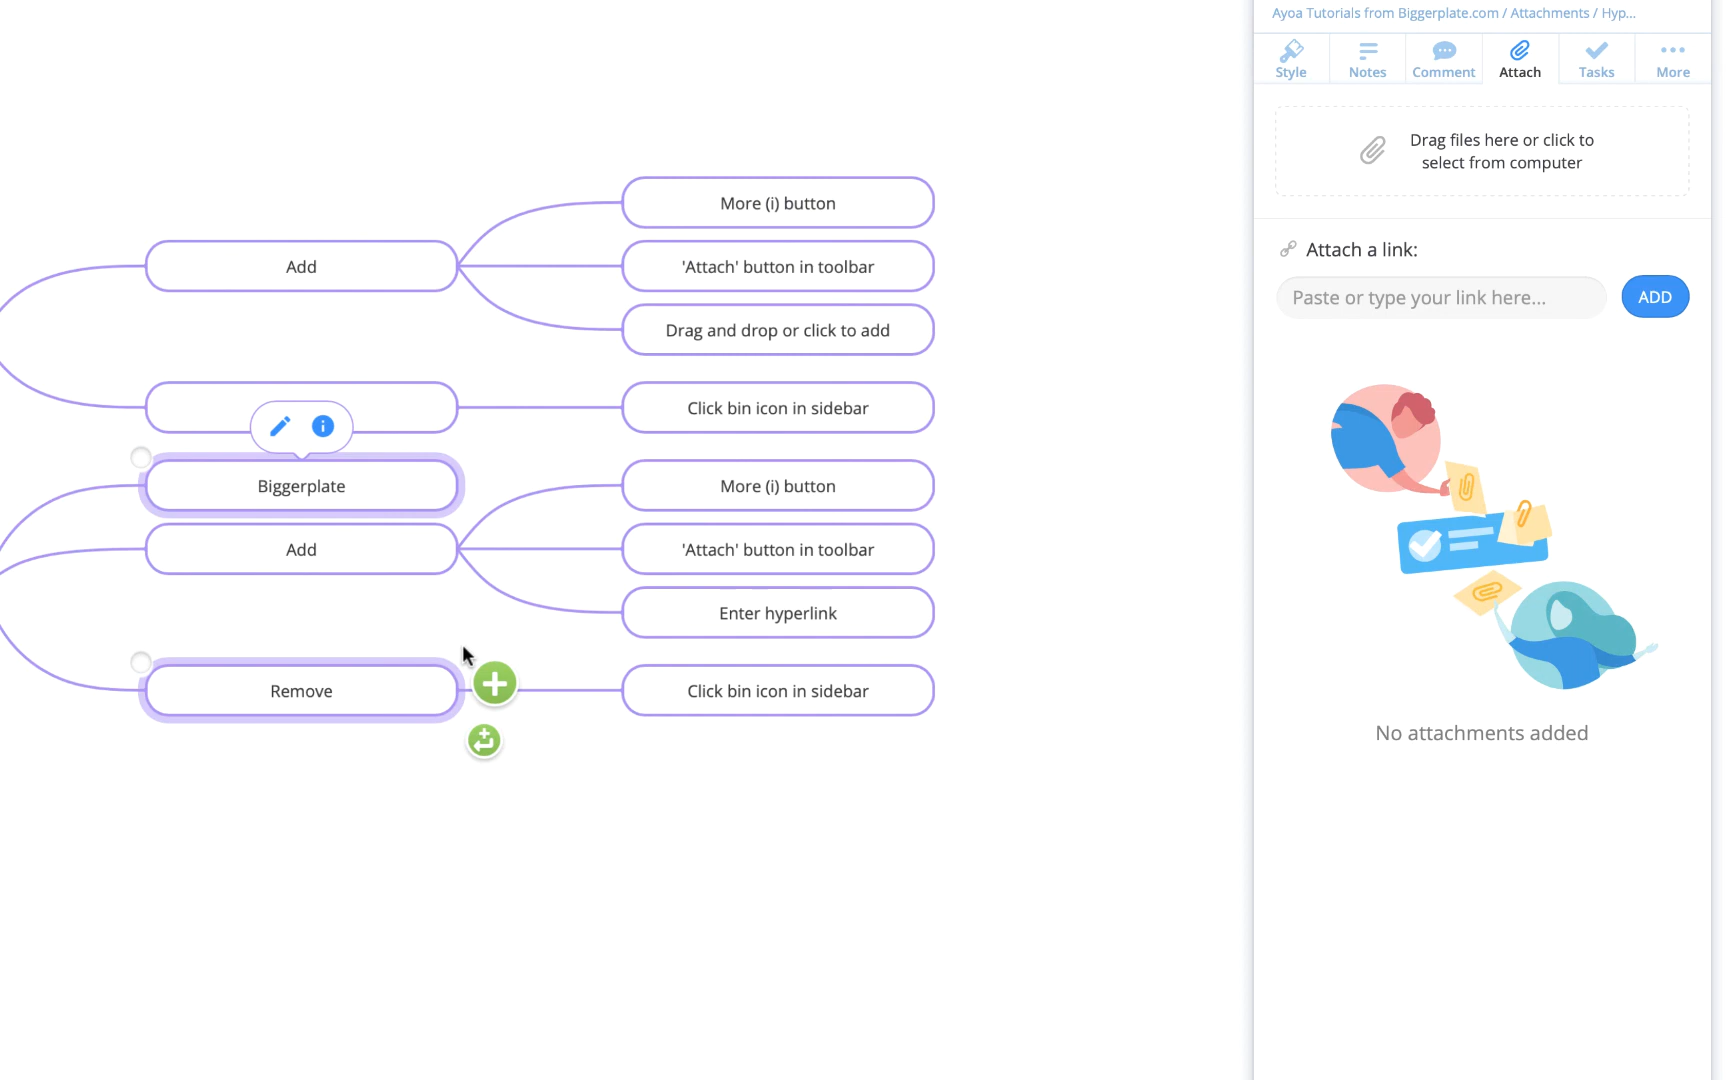 Ayoa Tutorials from Biggerplate.com / Attachments / Hyp...
Style
Notes
Comment
Attach
Tasks
More
Drag files here or click to
select from computer
Attach a link:
Paste or type your link here...
ADD
No attachments added
Add
More (i) button
'Attach' button in toolbar
Drag and drop or click to add
Click bin icon in sidebar
Biggerplate
Add
More (i) button
'Attach' button in toolbar
Enter hyperlink
Remove
Click bin icon in sidebar